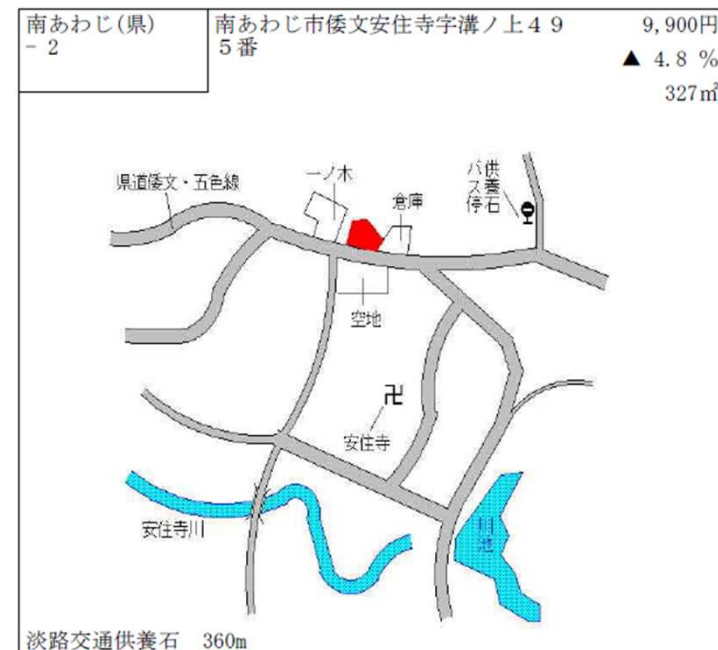 南あわじ(県)
－2
南あわじ市倭文安住寺字溝ノ上４９
５番
9,900円
▲ 4.8 %
327㎡
県道倭文・五色線
一ノ木
倉庫
供養石
バス停
空地
卍
安住寺
安住寺川
川池
淡路交通供養石 360m